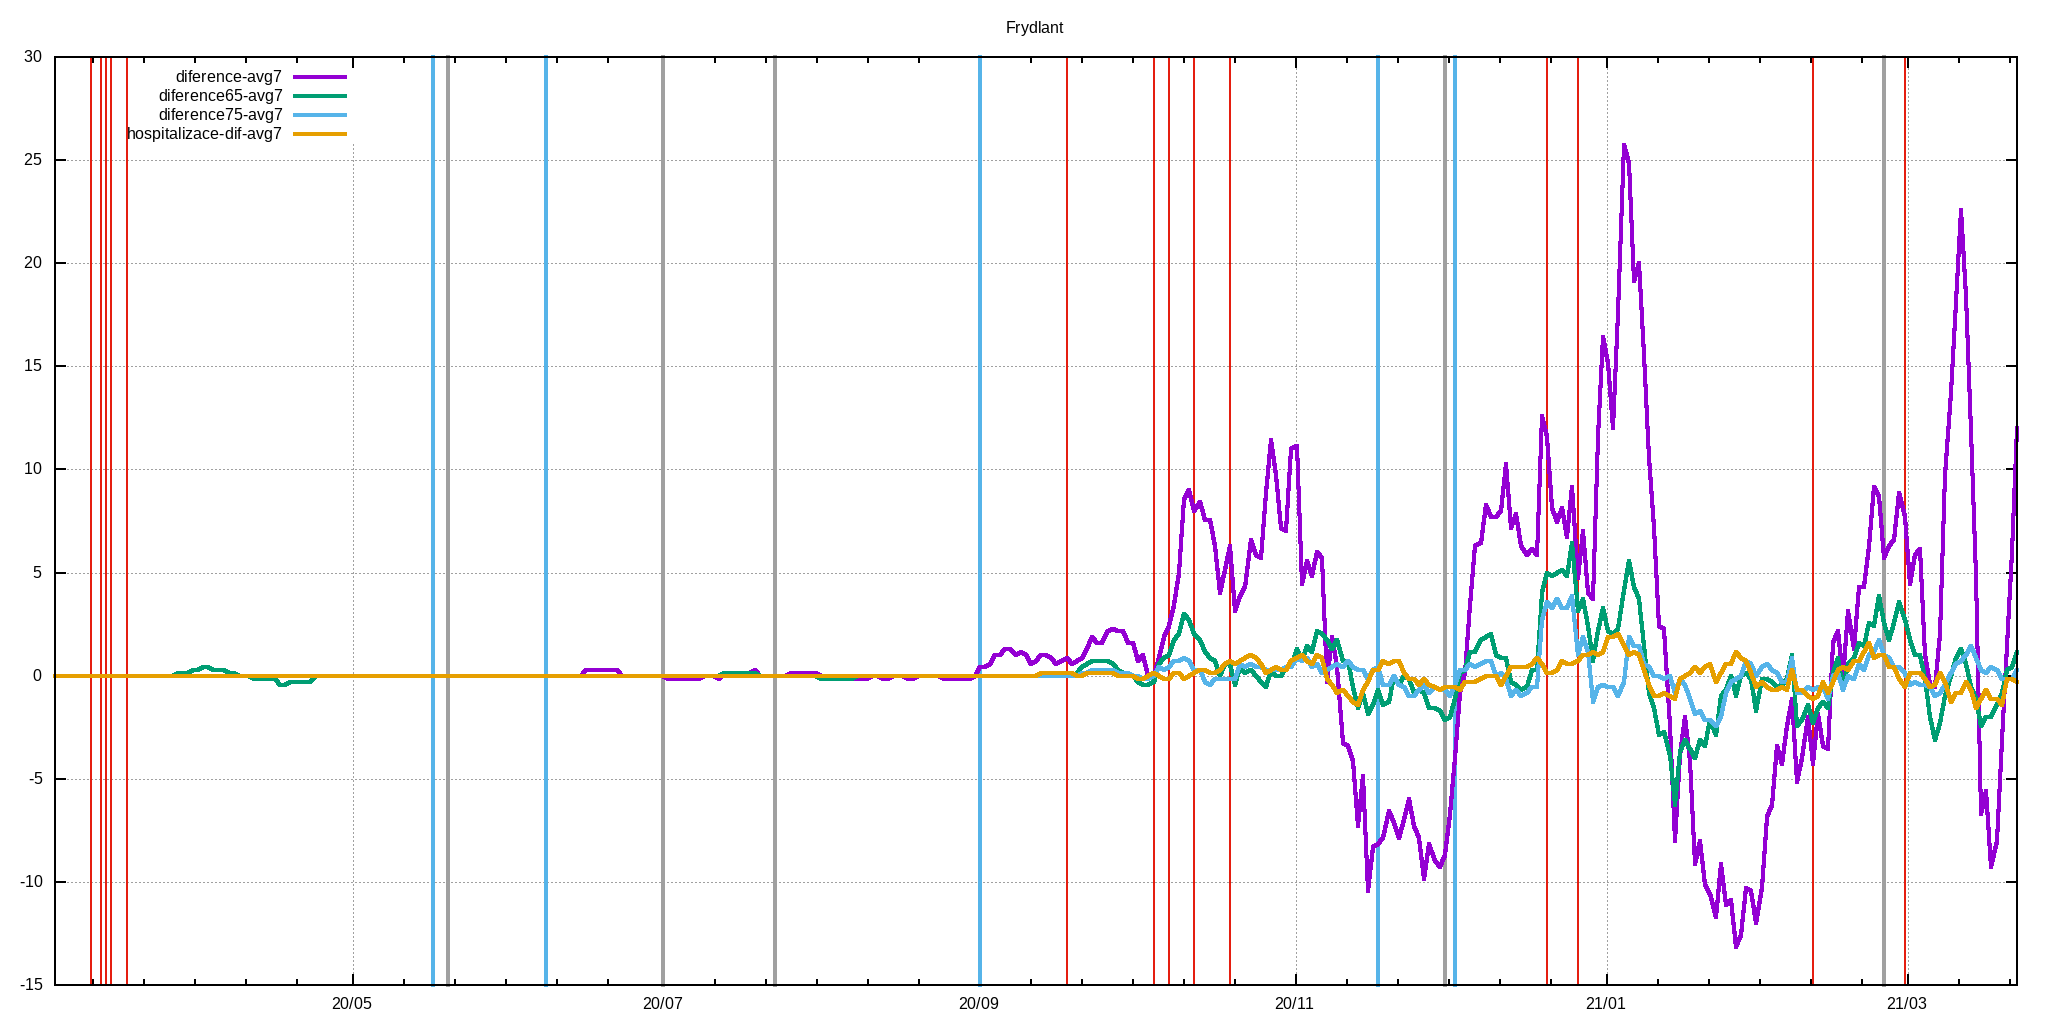 Frydlant
30
diference-avg7
diference65-avg7
diference75-avg7
hospitalizace-dif-avg7
25
20
15
10
5
0
-5
-10
-15
20/05 20/07 20/09 20/11 21/01 21/03